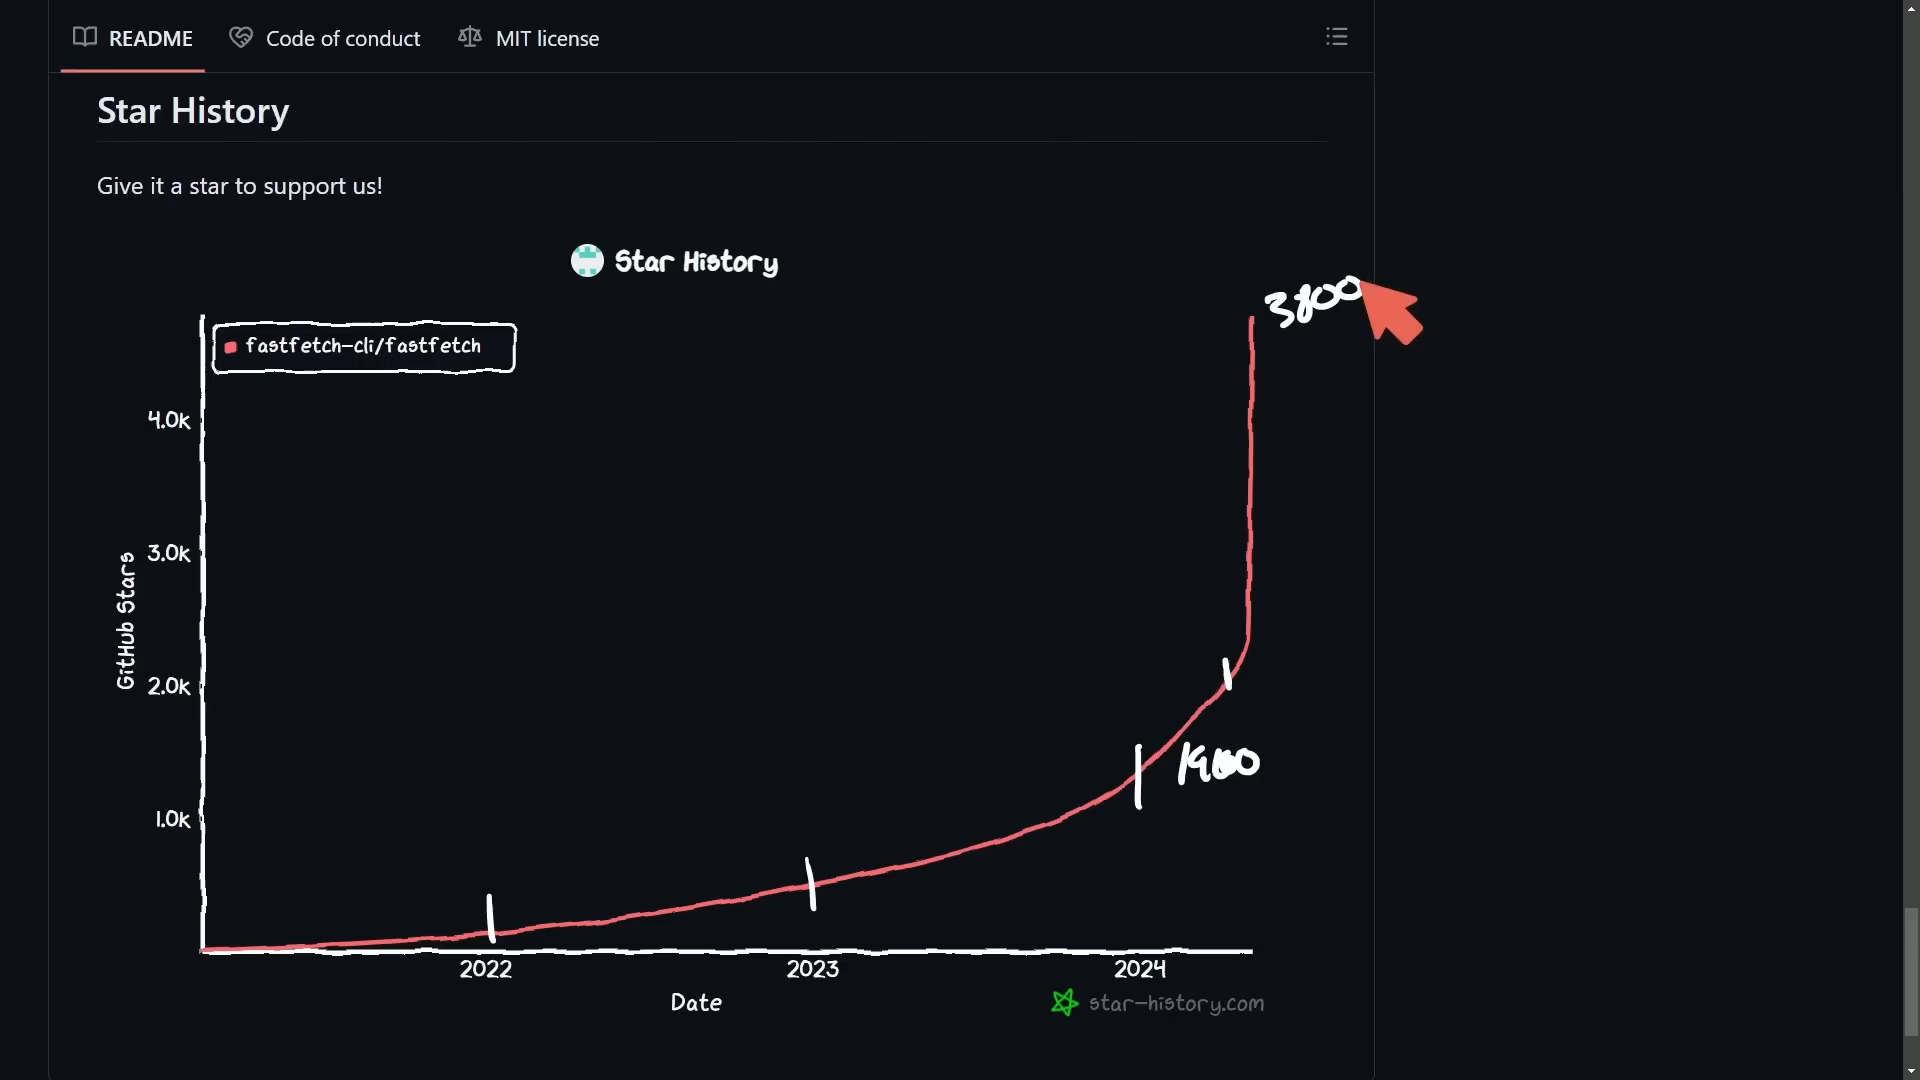 README
Code of conduct
MIT license
Star History
Give it a star to support us!
Star History
3800
fastfetch-cli/fastfetch
4.0k
3.0k
2.0k
1.0k
GitHub Stars
2022
2023
2024
Date
star-history.com